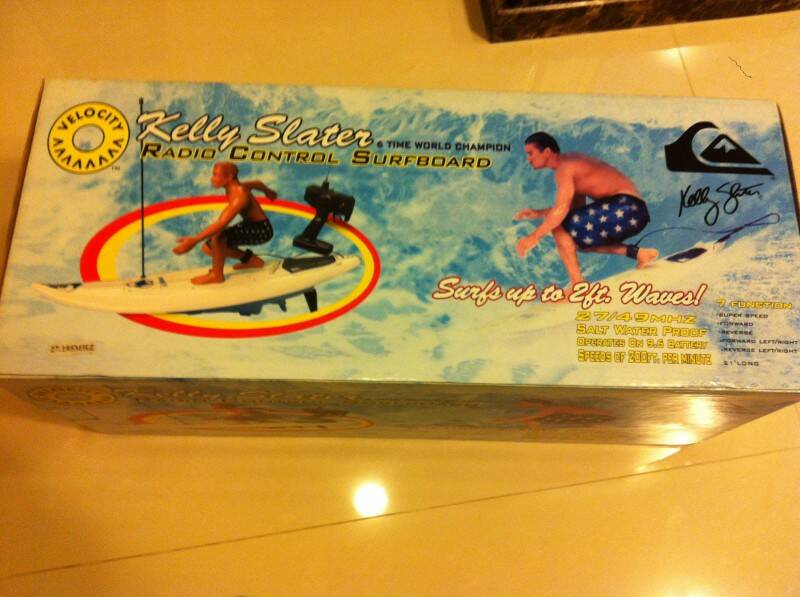 VELOCITY
Kelly Slater 6 TIME WORLD CHAMPION
RADIO CONTROL SURFBOARD
Kelly Slater
Surfs up to 2ft. Waves!
27/49MHZ
SALT WATER PROOF
OPERATES ON 9.6 BATTERY
SPEEDS OF 200FT. PER MINUTE
7 FUNCTION
-SUPER SPEED
-FORWARD
-REVERSE
-FORWARD LEFT/RIGHT
-REVERSE LEFT/RIGHT
21" LONG
27.195MHZ